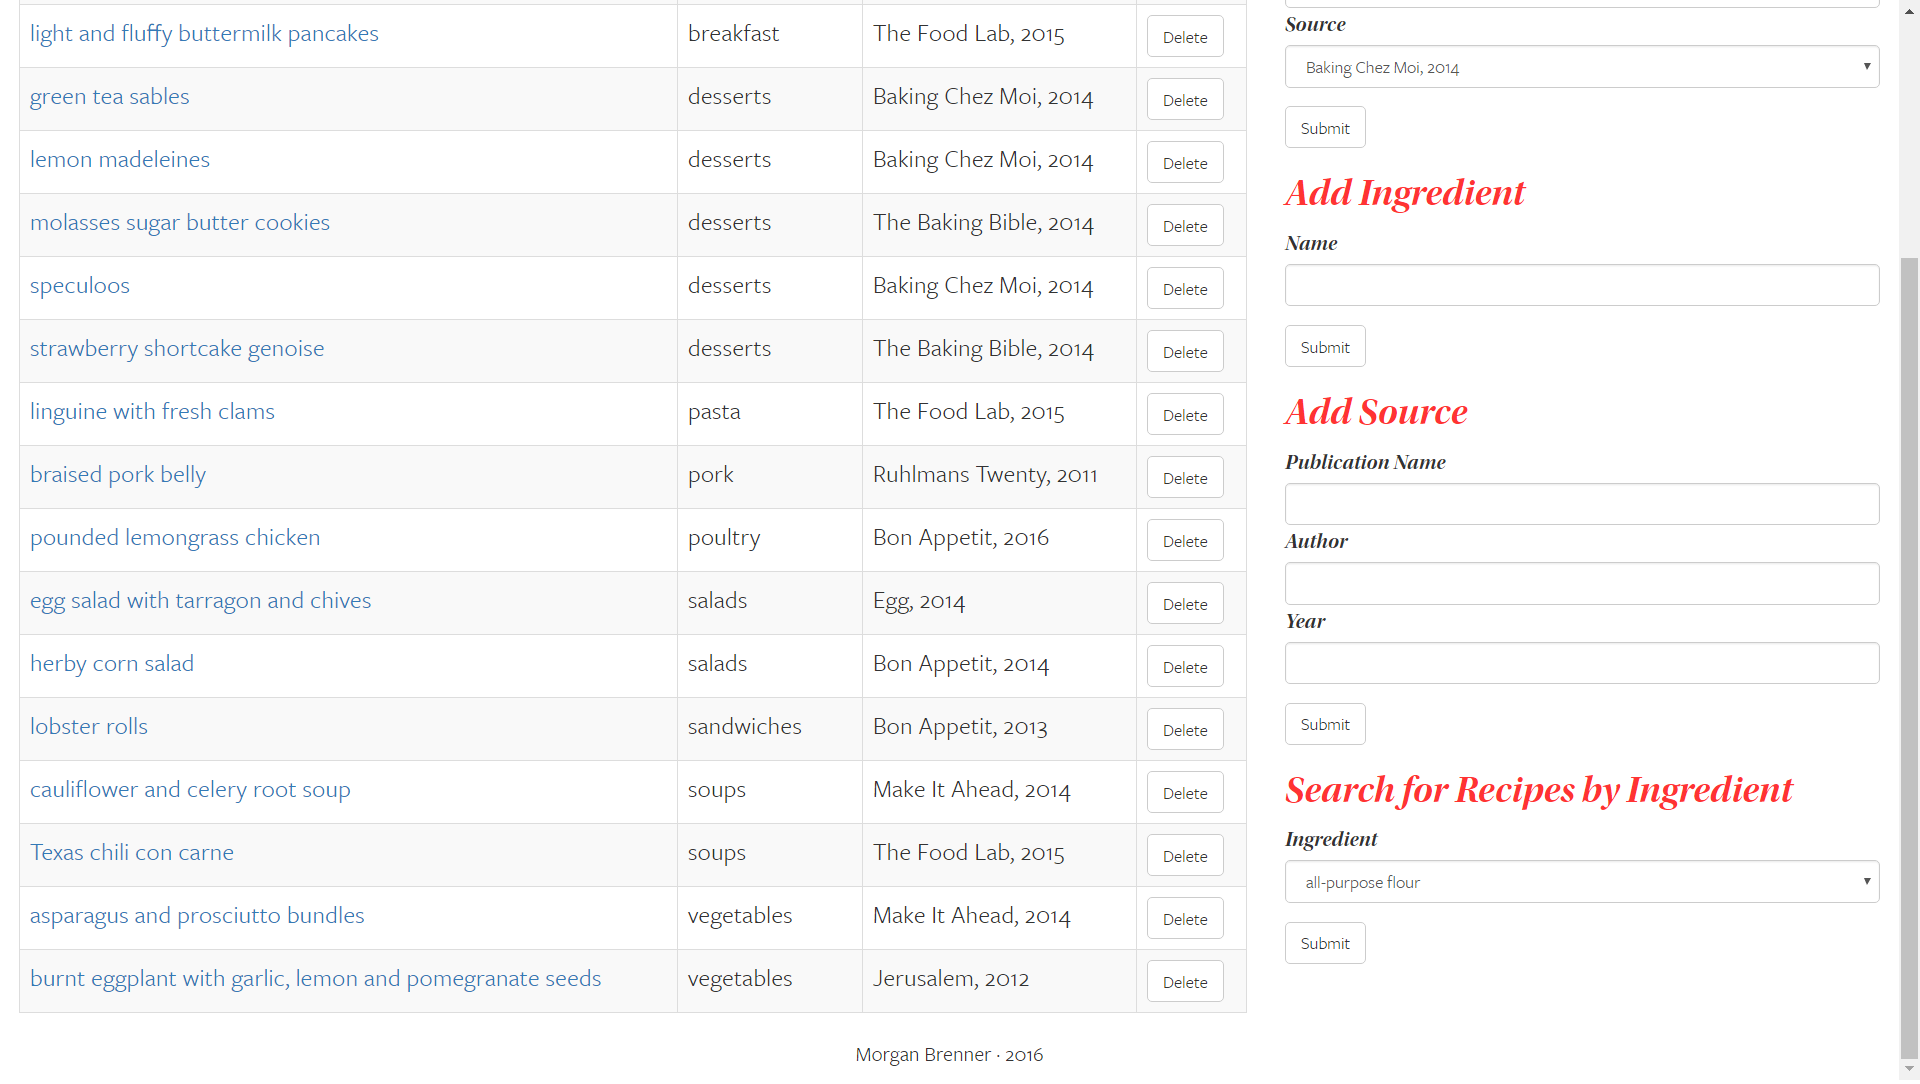 light and fluffy buttermilk pancakes breakfast The Food Lab, 2015 Delete
green tea sables desserts Baking Chez Moi, 2014 Delete
lemon madeleines desserts Baking Chez Moi, 2014 Delete
molasses sugar butter cookies desserts The Baking Bible, 2014 Delete
speculoos desserts Baking Chez Moi, 2014 Delete
strawberry shortcake genoise desserts The Baking Bible, 2014 Delete
linguine with fresh clams pasta The Food Lab, 2015 Delete
braised pork belly pork Ruhlmans Twenty, 2011 Delete
pounded lemongrass chicken poultry Bon Appetit, 2016 Delete
egg salad with tarragon and chives salads Egg, 2014 Delete
herby corn salad salads Bon Appetit, 2014 Delete
lobster rolls sandwiches Bon Appetit, 2013 Delete
cauliflower and celery root soup soups Make It Ahead, 2014 Delete
Texas chili con carne soups The Food Lab, 2015 Delete
asparagus and prosciutto bundles vegetables Make It Ahead, 2014 Delete
burnt eggplant with garlic, lemon and pomegranate seeds vegetables Jerusalem, 2012 Delete
Source
Baking Chez Moi, 2014
Submit
Add Ingredient
Name
Submit
Add Source
Publication Name
Author
Year
Submit
Search for Recipes by Ingredient
Ingredient
all-purpose flour
Submit
Morgan Brenner · 2016